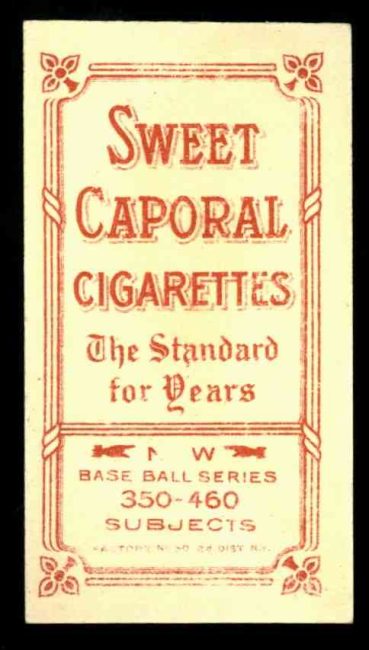 SWEET
CAPORAL
CIGARETTES
The Standard
for Years
N W
BASE BALL SERIES
350-460
SUBJECTS
FACTORY No 30 2d DIST. N.Y.